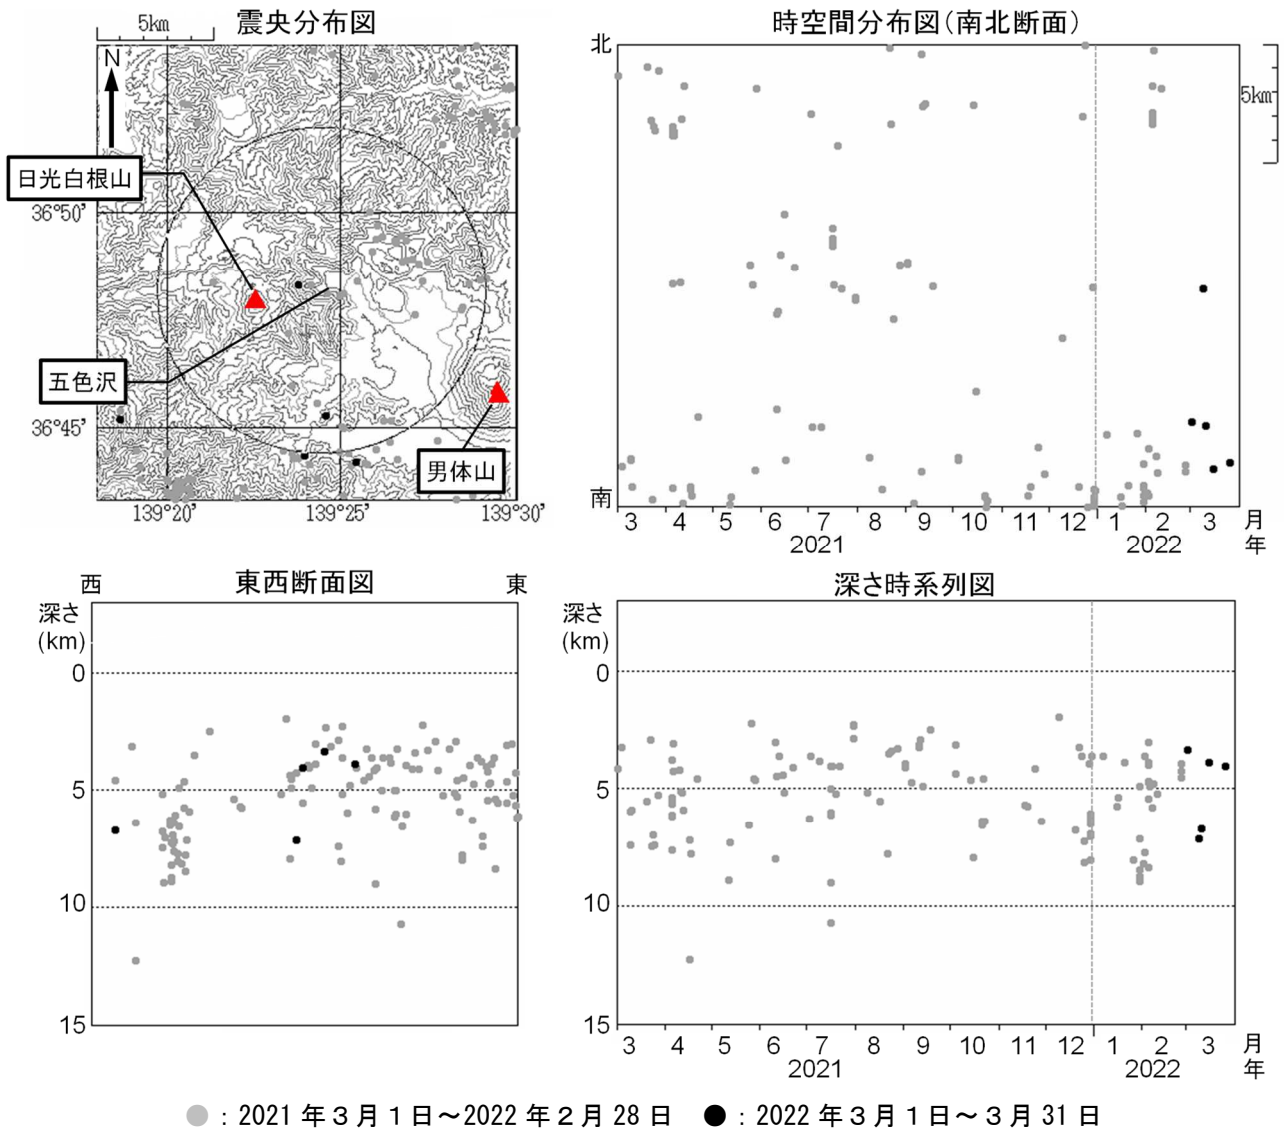 震央分布図
5km
N
日光白根山
36°50'
五色沢
36°45'
男体山
139°20'
139°25'
139°30'
時空間分布図（南北断面）
北
5km
南
3 4 5 6 7 8 9 10 11 12 1 2 3 月
2021 2022 年
東西断面図
西 東
深さ
(km)
0
5
10
15
深さ時系列図
深さ
(km)
0
5
10
15
3 4 5 6 7 8 9 10 11 12 1 2 3 月
2021 2022 年
：2021 年３月１日～2022 年２月 28 日 ：2022 年３月１日～３月 31 日